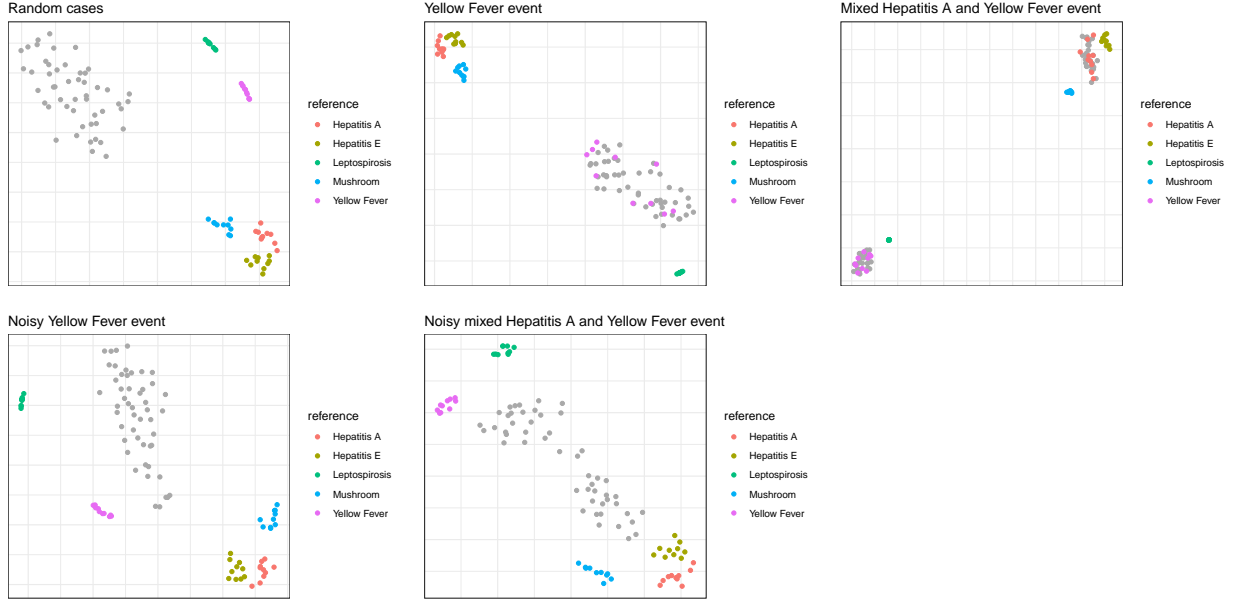 Random cases
reference
Hepatitis A
Hepatitis E
Leptospirosis
Mushroom
Yellow Fever
Yellow Fever event
reference
Hepatitis A
Hepatitis E
Leptospirosis
Mushroom
Yellow Fever
Mixed Hepatitis A and Yellow Fever event
reference
Hepatitis A
Hepatitis E
Leptospirosis
Mushroom
Yellow Fever
Noisy Yellow Fever event
reference
Hepatitis A
Hepatitis E
Leptospirosis
Mushroom
Yellow Fever
Noisy mixed Hepatitis A and Yellow Fever event
reference
Hepatitis A
Hepatitis E
Leptospirosis
Mushroom
Yellow Fever